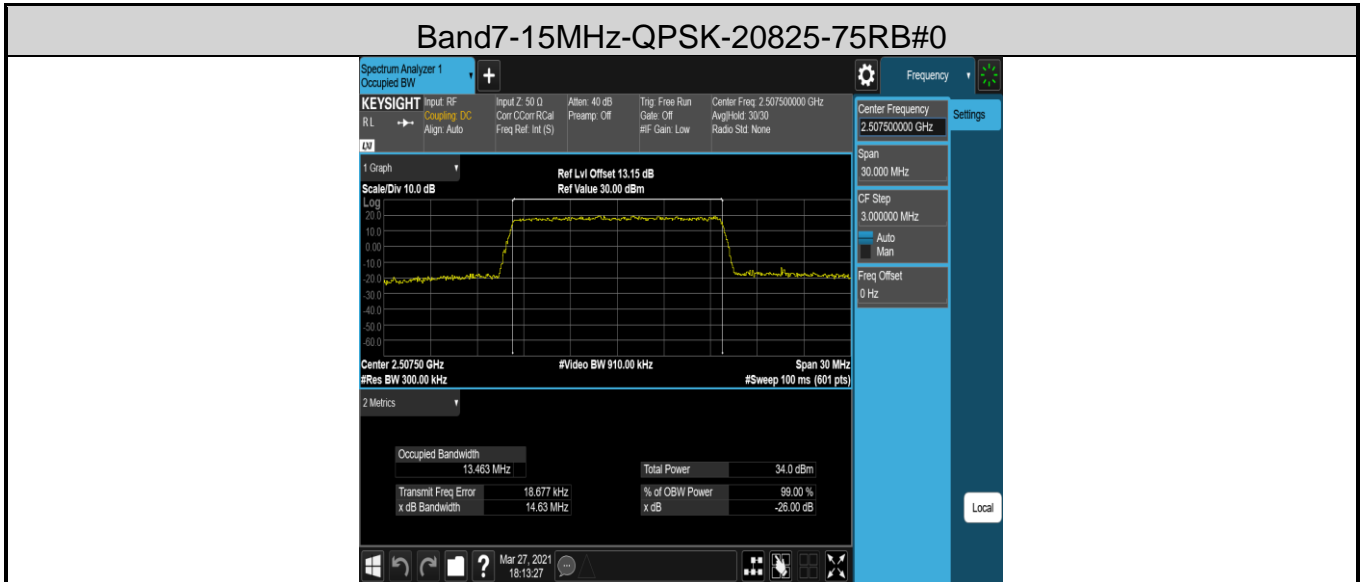 Band7-15MHz-QPSK-20825-75RB#0
Spectrum Analyzer 1
Occupied BW
+
Frequency
KEYSIGHT
RL
LXI
Input: RF
Coupling: DC
Align: Auto
Input Z: 50 Ω
Corr CCorr RCal
Freq Ref: Int (S)
Atten: 40 dB
Preamp: Off
Trig: Free Run
Gate: Off
#IF Gain: Low
Center Freq: 2.507500000 GHz
Avg|Hold: 30/30
Radio Std: None
Center Frequency
2.507500000 GHz
Settings
Span
30.000 MHz
CF Step
3.000000 MHz
Auto
Man
Freq Offset
0 Hz
1 Graph
Scale/Div 10.0 dB
Ref Lvl Offset 13.15 dB
Ref Value 30.00 dBm
Log
20.0
10.0
0.00
-10.0
-20.0
-30.0
-40.0
-50.0
-60.0
Center 2.50750 GHz
#Res BW 300.00 kHz
#Video BW 910.00 kHz
Span 30 MHz
#Sweep 100 ms (601 pts)
2 Metrics
Occupied Bandwidth
13.463 MHz
Total Power 34.0 dBm
Transmit Freq Error 18.677 kHz
% of OBW Power 99.00 %
x dB Bandwidth 14.63 MHz
x dB -26.00 dB
Local
?
Mar 27, 2021
18:13:27